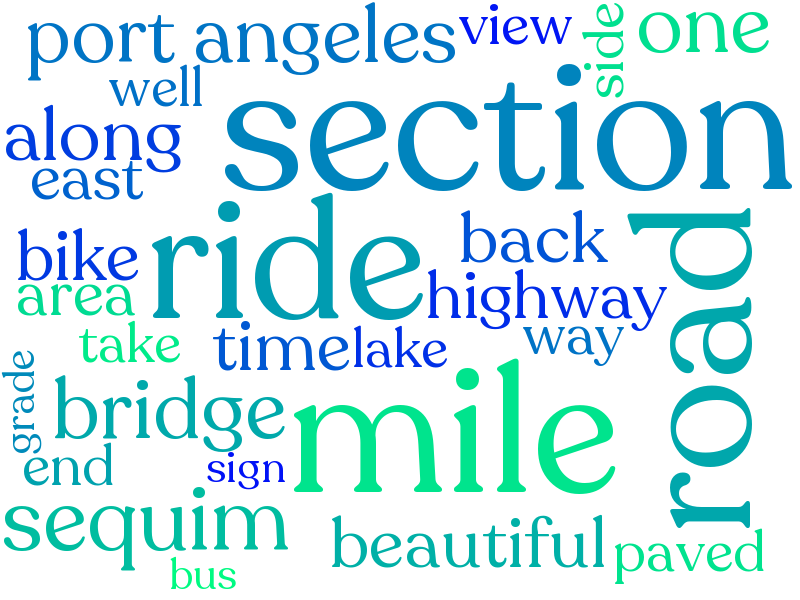 port angeles
view
side
one
well
section
along
east
ride
road
bike
back
area
highway
take
time
lake
way
grade
bridge
mile
end
sign
sequim
beautiful
paved
bus